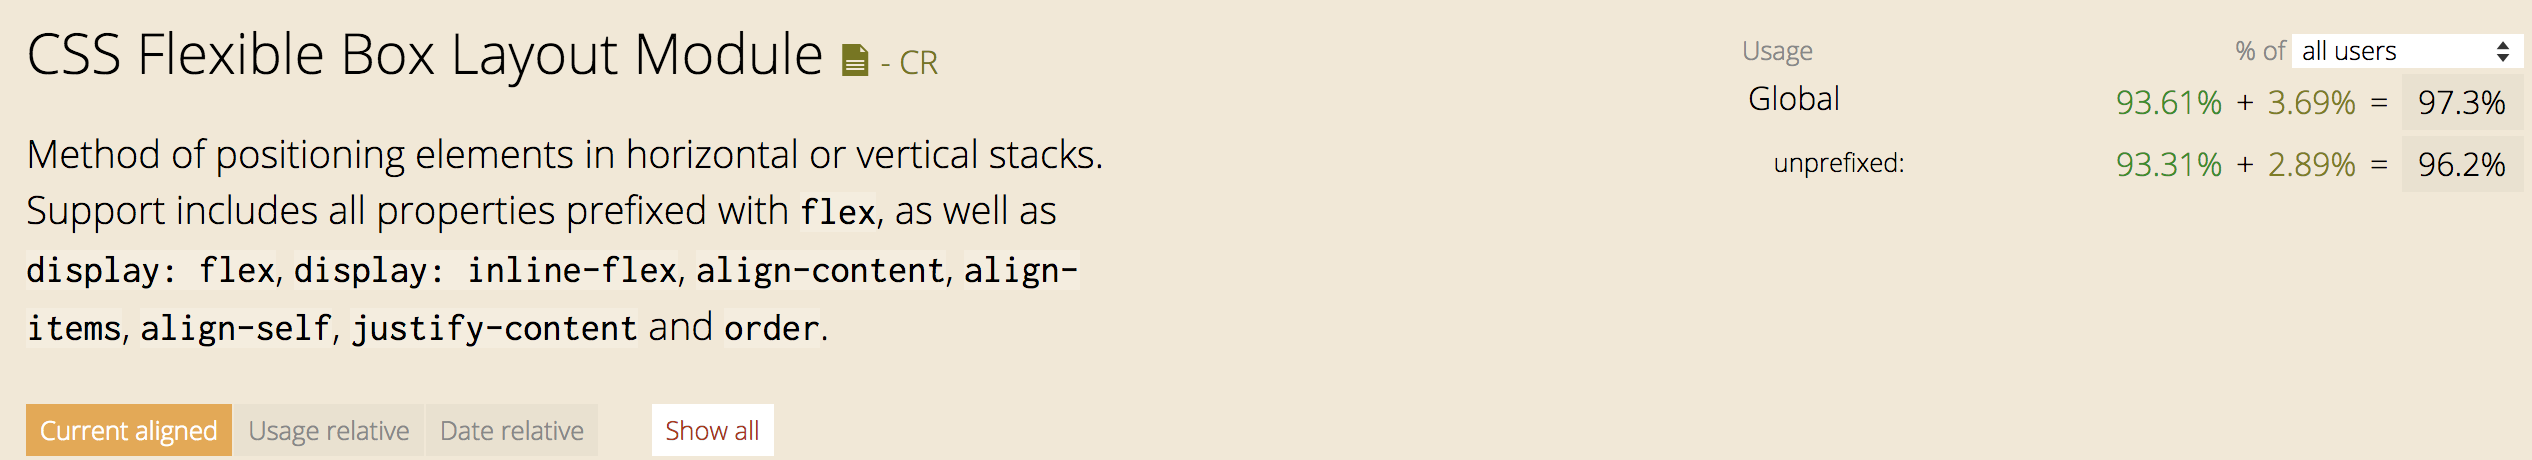 CSS Flexible Box Layout Module - CR
Usage % of all users
Global 93.61% + 3.69% = 97.3%
unprefixed: 93.31% + 2.89% = 96.2%
Method of positioning elements in horizontal or vertical stacks.
Support includes all properties prefixed with flex, as well as
display: flex, display: inline-flex, align-content, align-
items, align-self, justify-content and order.
Current aligned Usage relative Date relative Show all